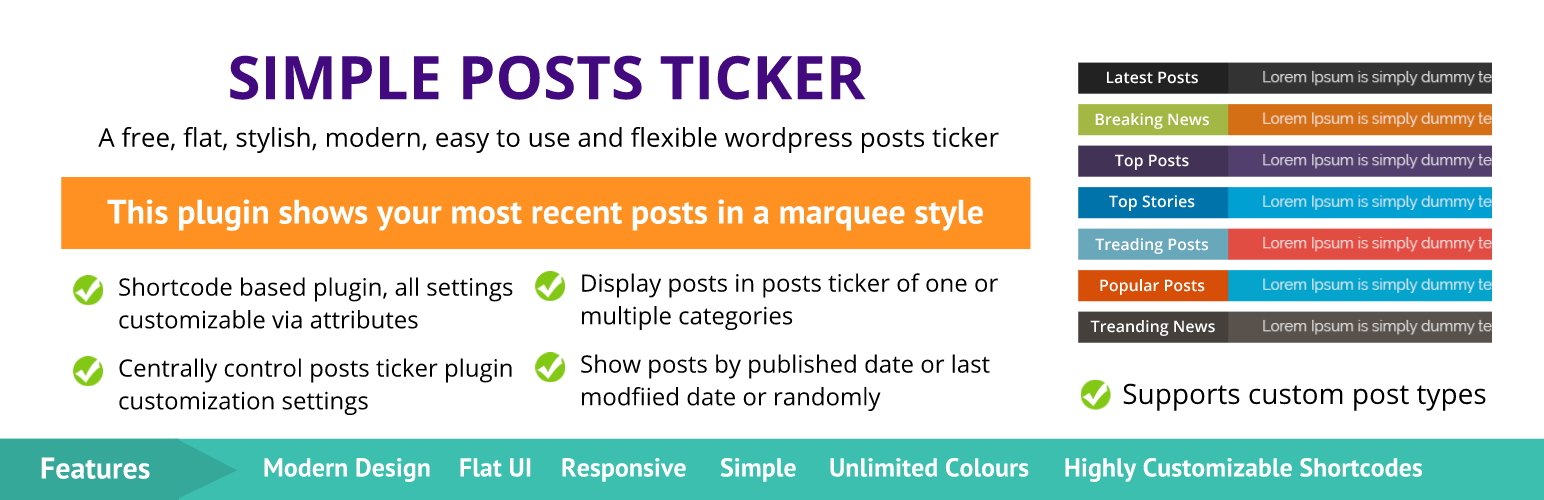 SIMPLE POSTS TICKER
A free, flat, stylish, modern, easy to use and flexible wordpress posts ticker
This plugin shows your most recent posts in a marquee style
Shortcode based plugin, all settings
customizable via attributes
Centrally control posts ticker plugin
customization settings
Display posts in posts ticker of one or
multiple categories
Show posts by published date or last
modfiied date or randomly
Latest Posts Lorem Ipsum is simply dummy te
Breaking News Lorem Ipsum is simply dummy te
Top Posts Lorem Ipsum is simply dummy te
Top Stories Lorem Ipsum is simply dummy te
Treading Posts Lorem Ipsum is simply dummy te
Popular Posts Lorem Ipsum is simply dummy te
Treanding News Lorem Ipsum is simply dummy te
Supports custom post types
Features Modern Design Flat UI Responsive Simple Unlimited Colours Highly Customizable Shortcodes